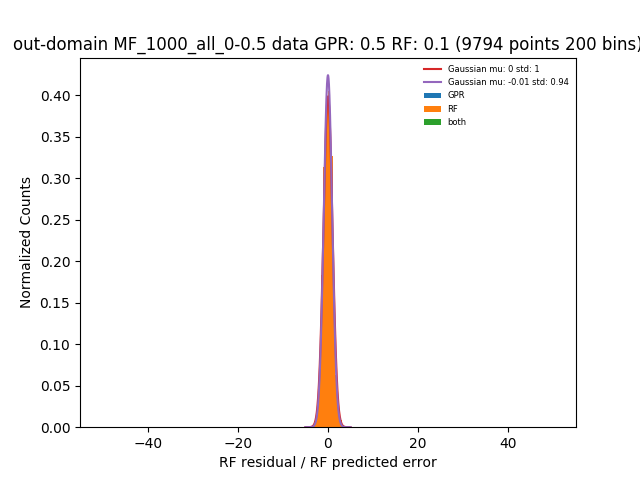 out-domain MF_1000_all_0-0.5 data GPR: 0.5 RF: 0.1 (9794 points 200 bins)
Gaussian mu: 0 std: 1
Gaussian mu: -0.01 std: 0.94
GPR
RF
both
Normalized Counts
0.40
0.35
0.30
0.25
0.20
0.15
0.10
0.05
0.00
−40
−20
0
20
40
RF residual / RF predicted error